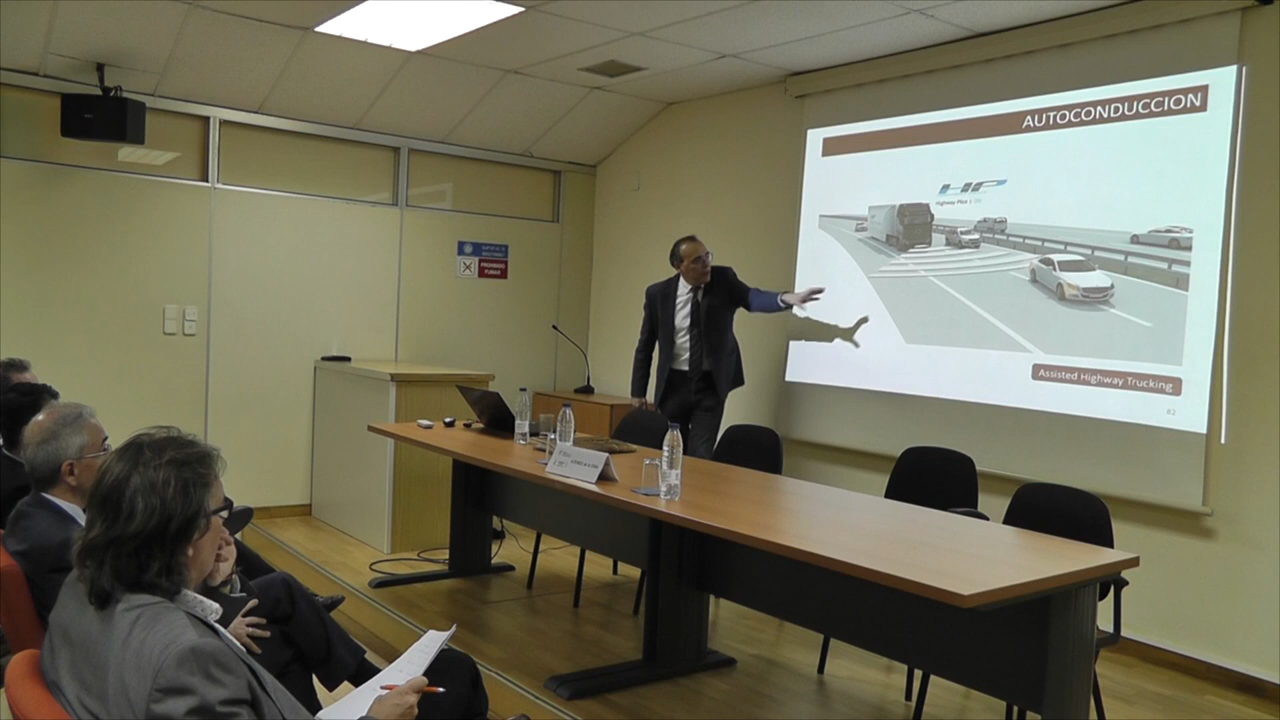 AUTOCONDUCCION
HP
Highway Pilot
Assisted Highway Trucking
82
PROHIBIDO
FUMAR